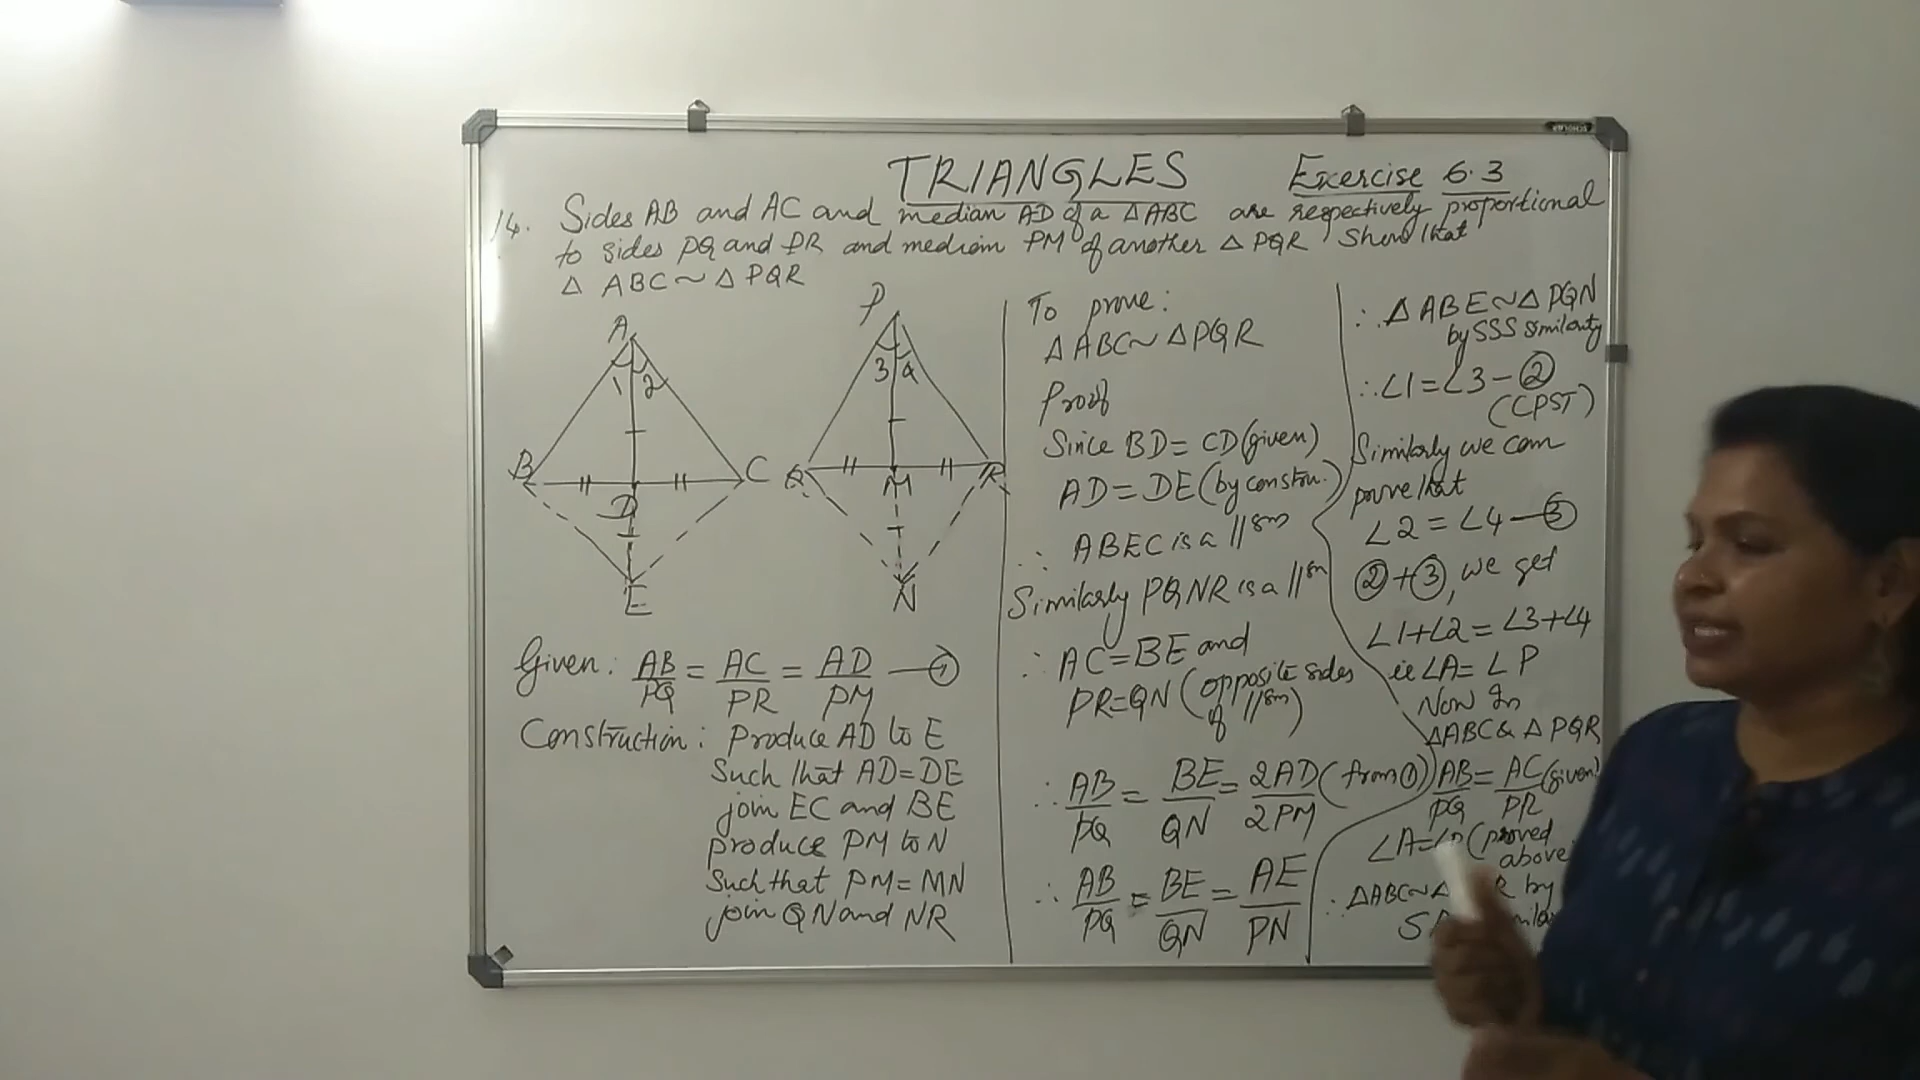 TRIANGLES
Exercise 6.3
14. Sides AB and AC and median AD of a △ABC are respectively proportional
to sides PQ and PR and median PM of another △ PQR Show that
△ ABC ~ △ PQR
A
1 2
B
D
C
E
P
3 4
Q
M
R
N
Given: AB/PQ = AC/PR = AD/PM — ①
Construction: Produce AD to E
Such that AD = DE
join EC and BE
produce PM to N
Such that PM = MN
join QN and NR
To prove:
△ ABC ~ △PQR
Proof
Since BD = CD (given)
AD = DE (by constru.)
∴ ABEC is a ||gm
Similarly PQNR is a ||gm
∴ AC = BE and
PR = QN (opposite sides
of ||gm)
∴ AB/PQ = BE/QN = 2AD/2PM (from ①)
∴ AB/PQ = BE/QN = AE/PN
∴ △ ABE ~ △ PQN
by SSS similarity
∴ ∠1 = ∠3 – ②
(CPST)
Similarly we can
prove that
∠2 = ∠4 — ③
② + ③, we get
∠1+∠2 = ∠3+∠4
ie ∠A = ∠P
Now In
△ABC & △ PQR
AB/PQ = AC/PR (given)
∠A = (proved
above
∴ △ABC ~ R by